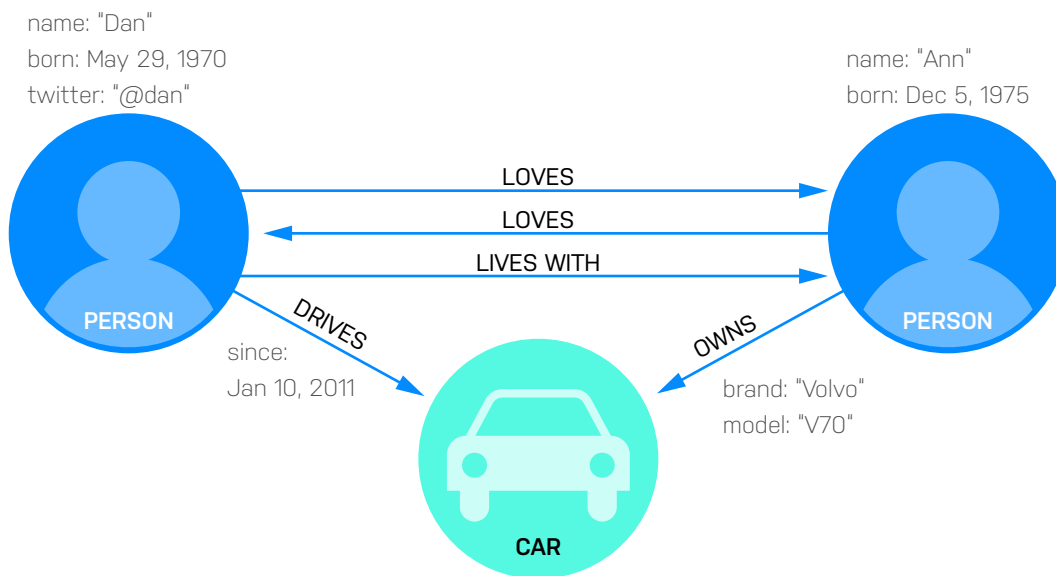 name: "Dan"
born: May 29, 1970
twitter: "@dan"
name: "Ann"
born: Dec 5, 1975
LOVES
LOVES
LIVES WITH
PERSON
PERSON
DRIVES
OWNS
since:
Jan 10, 2011
brand: "Volvo"
model: "V70"
CAR